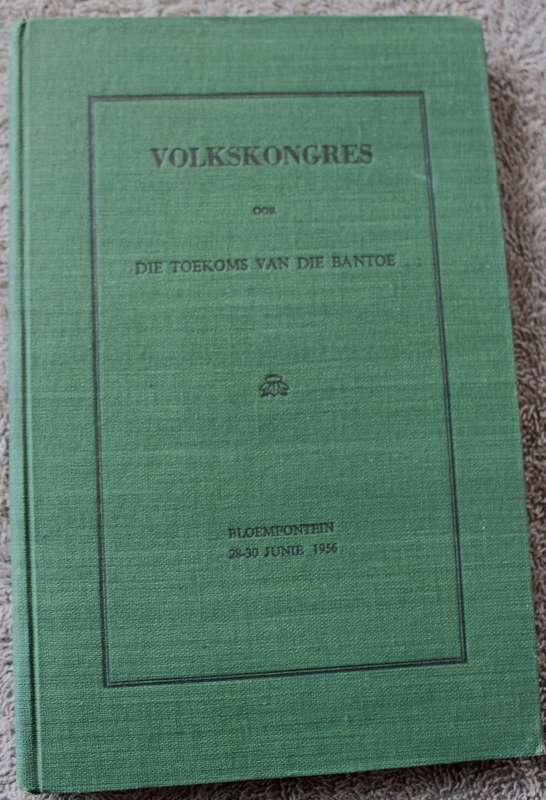 VOLKSKONGRES
OOR
DIE TOEKOMS VAN DIE BANTOE
BLOEMFONTEIN
28-30 JUNIE 1956